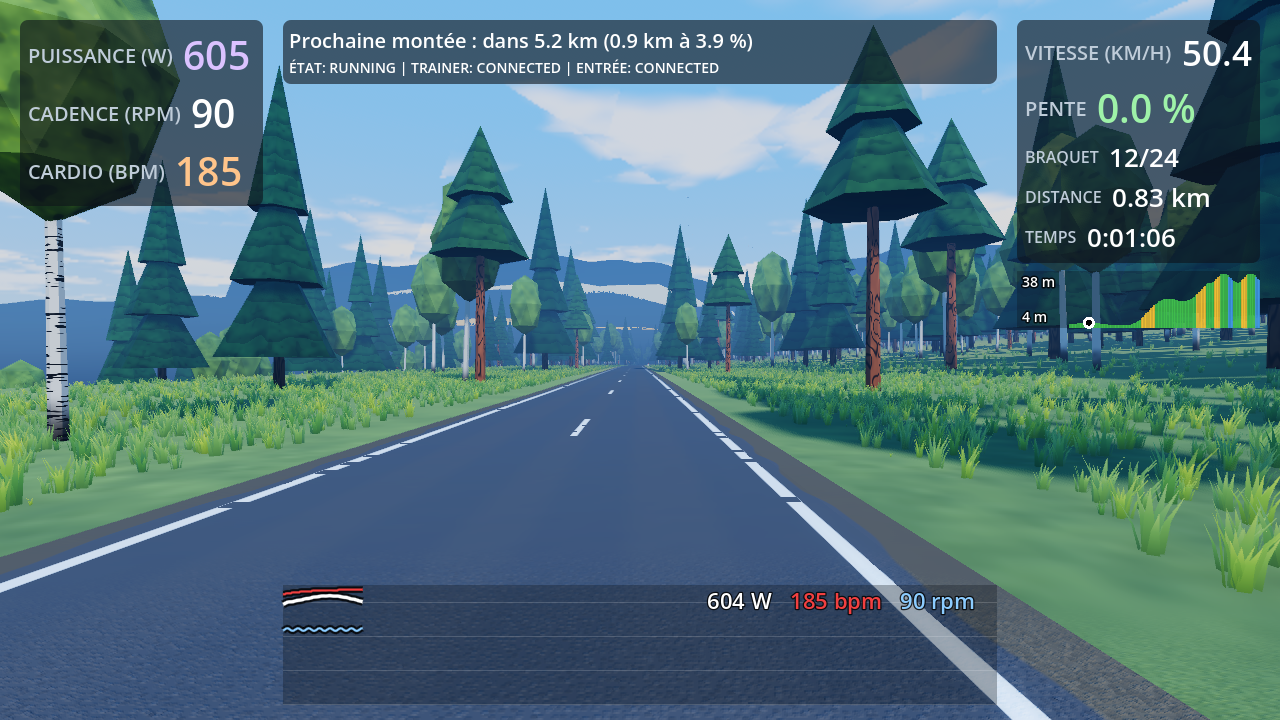 PUISSANCE (W) 605
CADENCE (RPM) 90
CARDIO (BPM) 185
Prochaine montée : dans 5.2 km (0.9 km à 3.9 %)
ÉTAT: RUNNING | TRAINER: CONNECTED | ENTRÉE: CONNECTED
VITESSE (KM/H) 50.4
PENTE 0.0 %
BRAQUET 12/24
DISTANCE 0.83 km
TEMPS 0:01:06
38 m
4 m
604 W 185 bpm 90 rpm